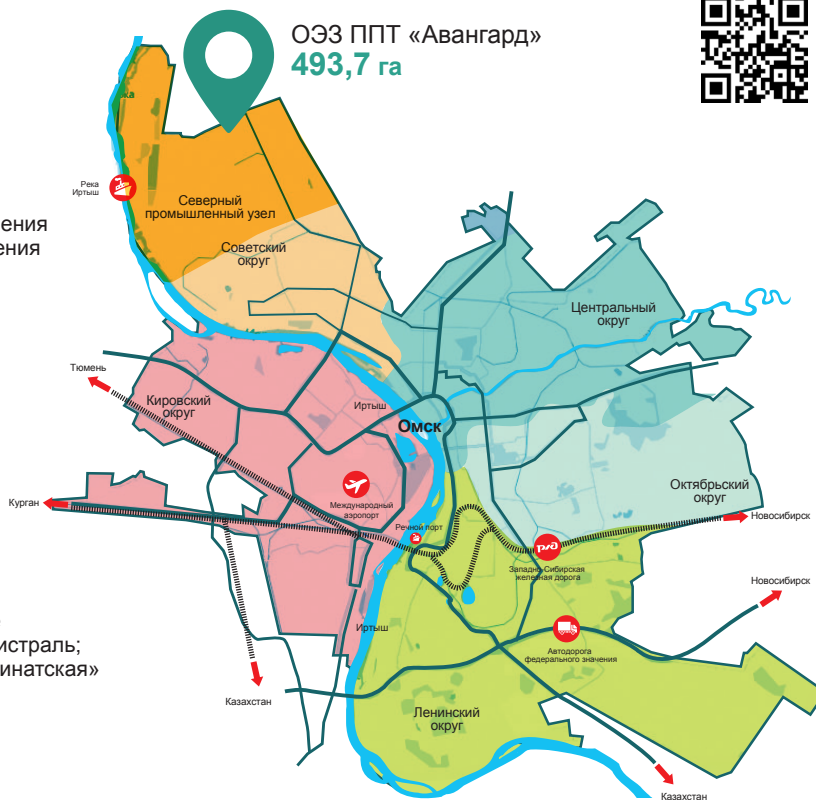 ОЭЗ ППТ «Авангард»
493,7 га
Река
Иртыш
Северный
промышленный узел
Советский
округ
Центральный
округ
Тюмень
Кировский
округ
Иртыш
Омск
Октябрьский
округ
Курган
Международный
аэропорт
Речной порт
Новосибирск
ржд
Западно-Сибирская
железная дорога
Новосибирск
Иртыш
истраль;
инатская»
Автодорога
федерального значения
Казахстан
Ленинский
округ
Казахстан